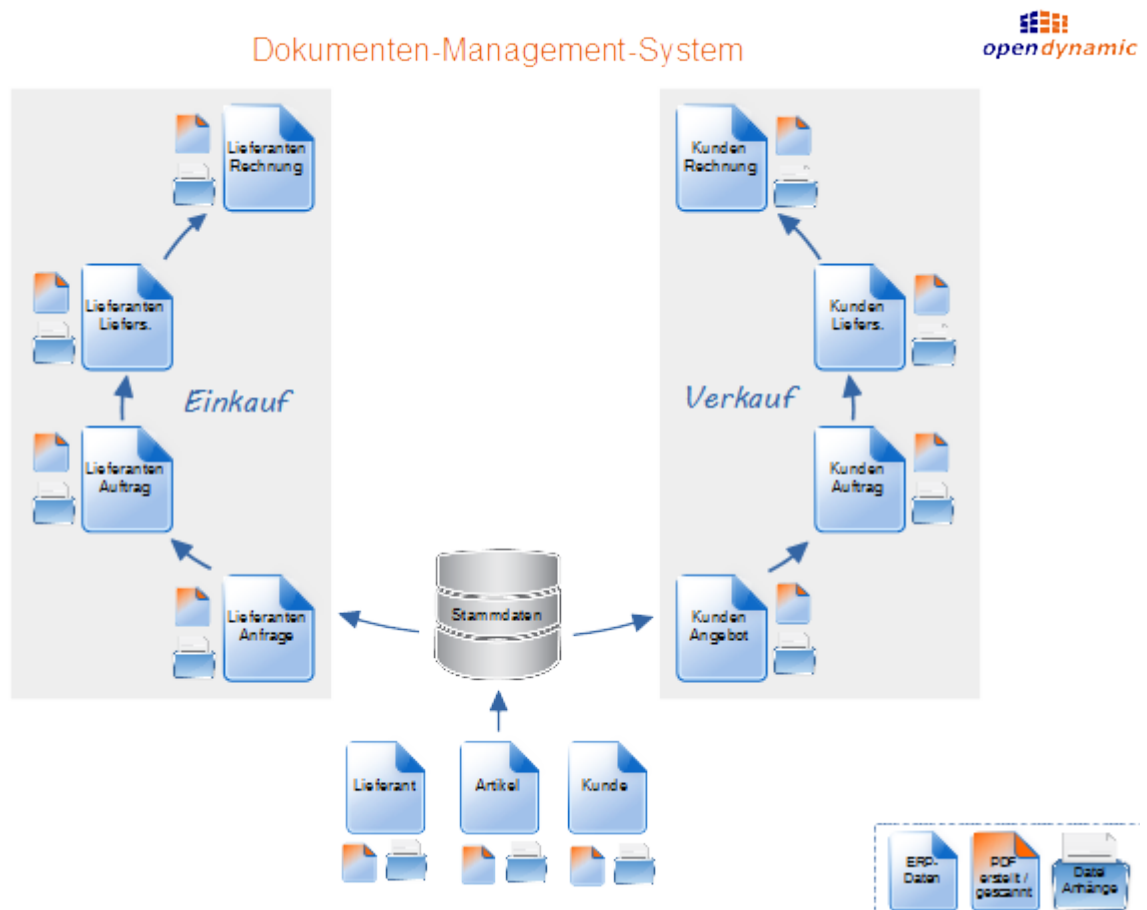 Dokumenten-Management-System
opendynamic
Lieferanten
Rechnung
Kunden
Rechnung
Lieferanten
Liefers.
Kunden
Liefers.
Einkauf
Verkauf
Lieferanten
Auftrag
Kunden
Auftrag
Lieferanten
Anfrage
Stammdaten
Kunden
Angebot
Lieferant
Artikel
Kunde
ERP-
Daten
PDF
erstellt /
gescannt
Datei
Anhänge